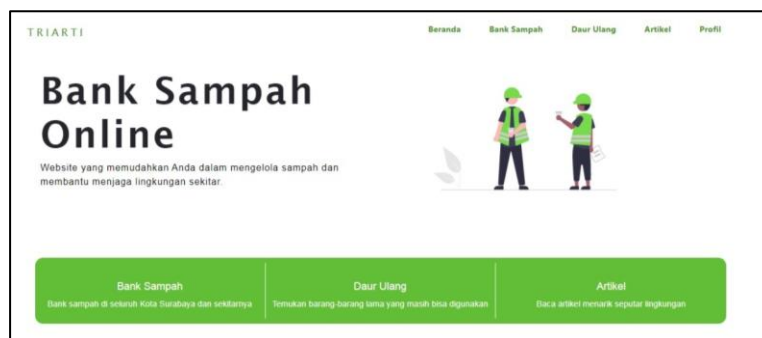 TRIARTI
Beranda Bank Sampah Daur Ulang Artikel Profil
Bank Sampah
Online
Website yang memudahkan Anda dalam mengelola sampah dan
membantu menjaga lingkungan sekitar.
Bank Sampah
Bank sampah di seluruh Kota Surabaya dan sekitarnya
Daur Ulang
Temukan barang-barang lama yang masih bisa digunakan
Artikel
Baca artikel menarik seputar lingkungan